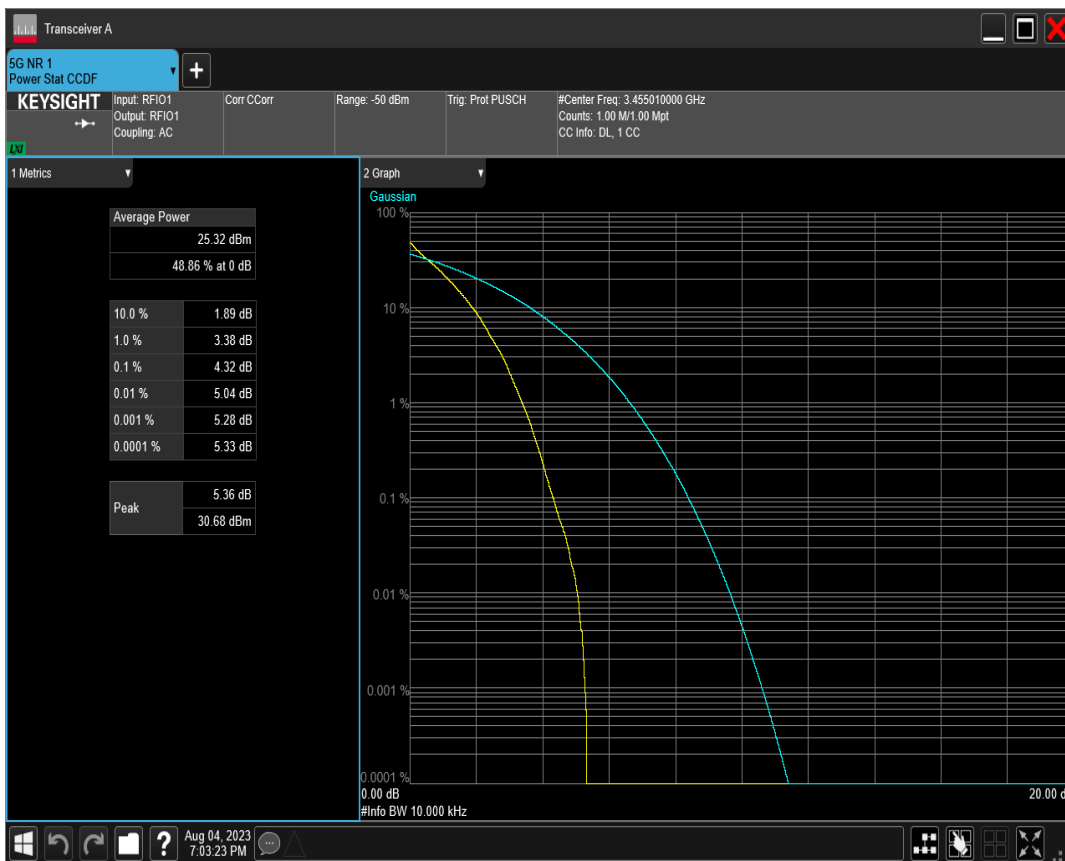 Transceiver A
5G NR 1
Power Stat CCDF
KEYSIGHT
LXI
Input: RFIO1
Output: RFIO1
Coupling: AC
Corr CCorr
Range: -50 dBm
Trig: Prot PUSCH
#Center Freq: 3.455010000 GHz
Counts: 1.00 M/1.00 Mpt
CC Info: DL, 1 CC
1 Metrics
Average Power
25.32 dBm
48.86 % at 0 dB
10.0 % 1.89 dB
1.0 % 3.38 dB
0.1 % 4.32 dB
0.01 % 5.04 dB
0.001 % 5.28 dB
0.0001 % 5.33 dB
Peak 5.36 dB
30.68 dBm
2 Graph
Gaussian
100 %
10 %
1 %
0.1 %
0.01 %
0.001 %
0.0001 %
0.00 dB 20.00 d
#Info BW 10.000 kHz
Aug 04, 2023
7:03:23 PM